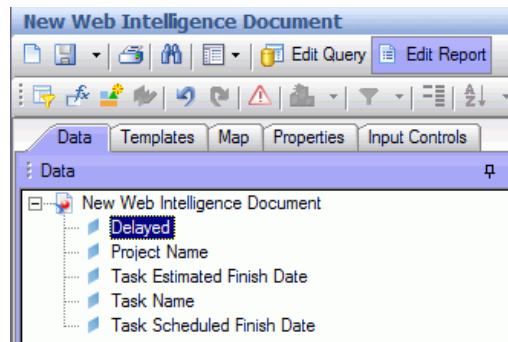 New Web Intelligence Document
Edit Query Edit Report
Data Templates Map Properties Input Controls
Data
New Web Intelligence Document
Delayed
Project Name
Task Estimated Finish Date
Task Name
Task Scheduled Finish Date